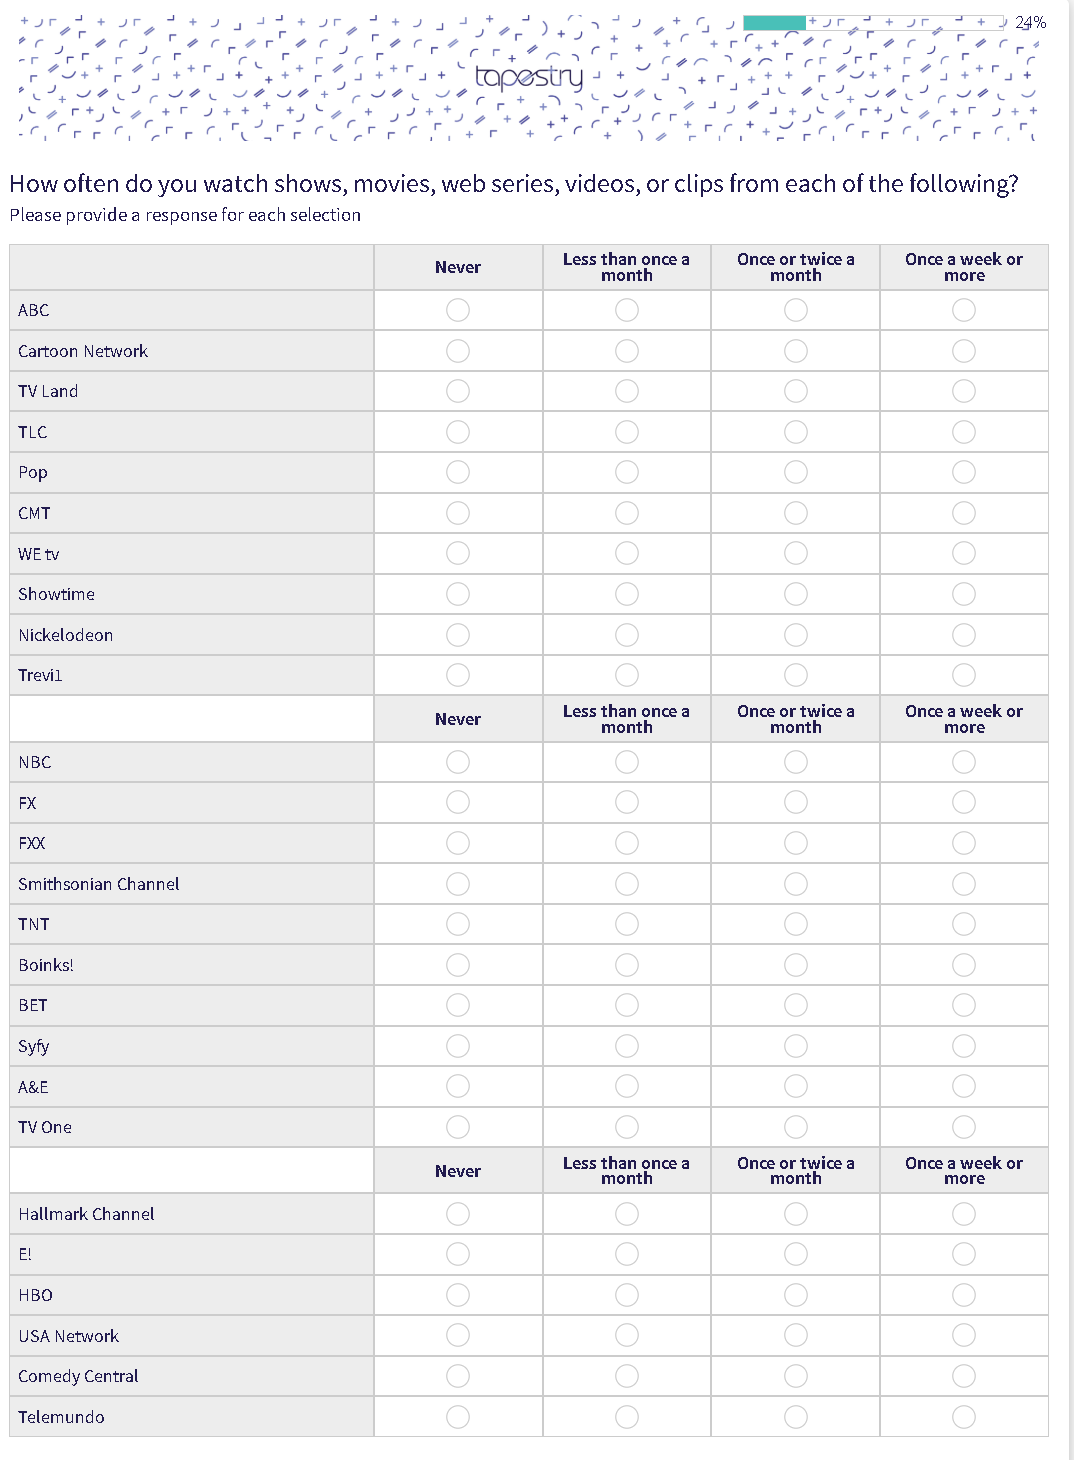 24%
tapestry
How often do you watch shows, movies, web series, videos, or clips from each of the following?
Please provide a response for each selection
Never
Less than once a month
Once or twice a month
Once a week or more
ABC
Cartoon Network
TV Land
TLC
Pop
CMT
WE tv
Showtime
Nickelodeon
Trevi1
Never
Less than once a month
Once or twice a month
Once a week or more
NBC
FX
FXX
Smithsonian Channel
TNT
Boinks!
BET
Syfy
A&E
TV One
Never
Less than once a month
Once or twice a month
Once a week or more
Hallmark Channel
E!
HBO
USA Network
Comedy Central
Telemundo